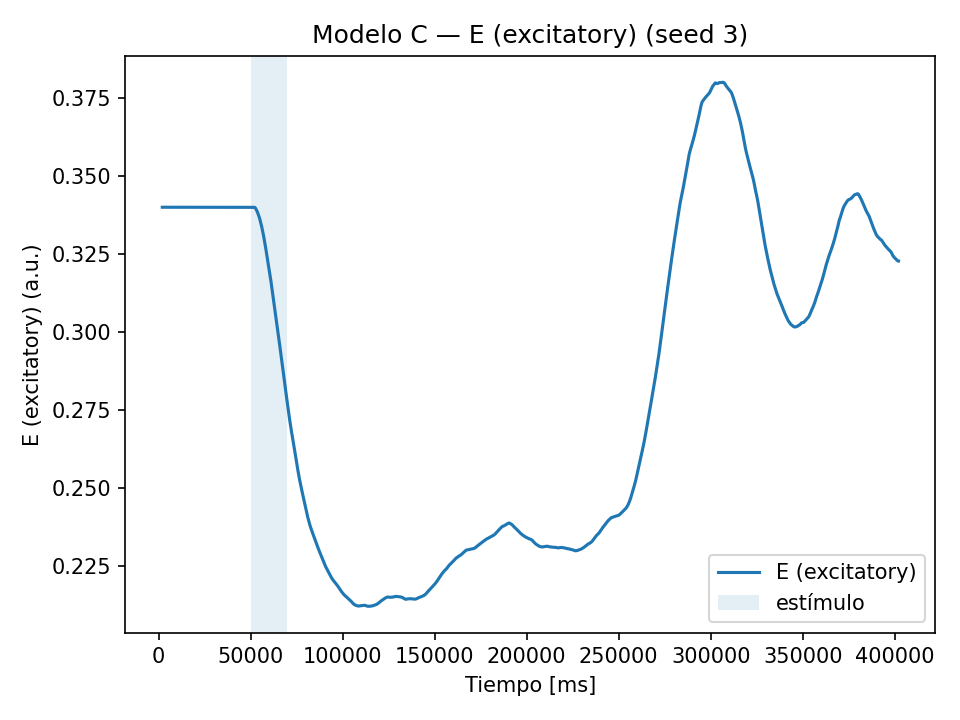 Modelo C — E (excitatory) (seed 3)
E (excitatory) (a.u.)
0.375
0.350
0.325
0.300
0.275
0.250
0.225
E (excitatory)
estímulo
0 50000 100000 150000 200000 250000 300000 350000 400000
Tiempo [ms]